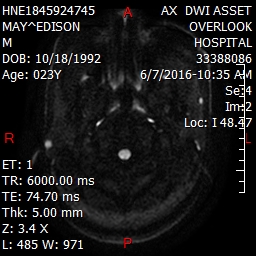 HNE1845924745
MAY^EDISON
M
DOB: 10/18/1992
Age: 023Y
A
AX DWI ASSET
OVERLOOK
HOSPITAL
33388086
6/7/2016-10:35 AM
Se:4
Im:2
Loc: I 48.47
R
L
ET: 1
TR: 6000.00 ms
TE: 74.70 ms
Thk: 5.00 mm
Z: 3.4 X
L: 485 W: 971
P